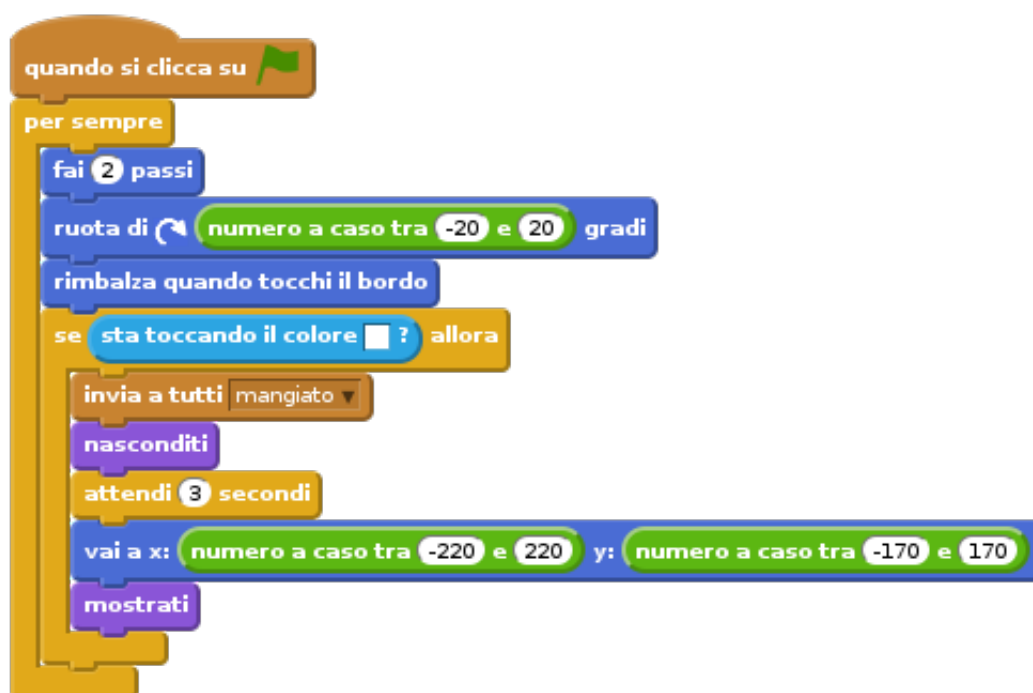 quando si clicca su
per sempre
fai 2 passi
ruota di numero a caso tra -20 e 20 gradi
rimbalza quando tocchi il bordo
se sta toccando il colore ? allora
invia a tutti mangiato
nasconditi
attendi 3 secondi
vai a x: numero a caso tra -220 e 220 y: numero a caso tra -170 e 170
mostrati